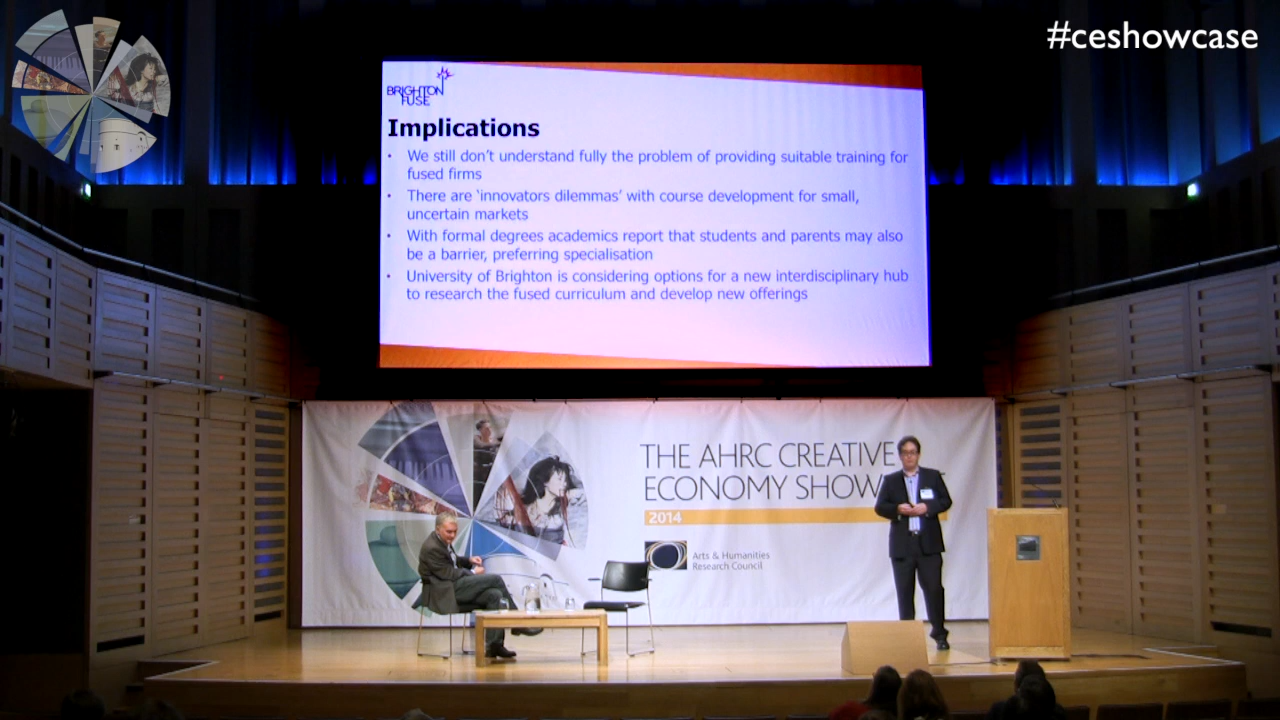 #ceshowcase
BRIGHTON
FUSE
Implications
• We still don't understand fully the problem of providing suitable training for
fused firms
• There are 'innovators dilemmas' with course development for small,
uncertain markets
• With formal degrees academics report that students and parents may also
be a barrier, preferring specialisation
• University of Brighton is considering options for a new interdisciplinary hub
to research the fused curriculum and develop new offerings
THE AHRC CREATIVE
ECONOMY SHOW
2014
Arts & Humanities
Research Council